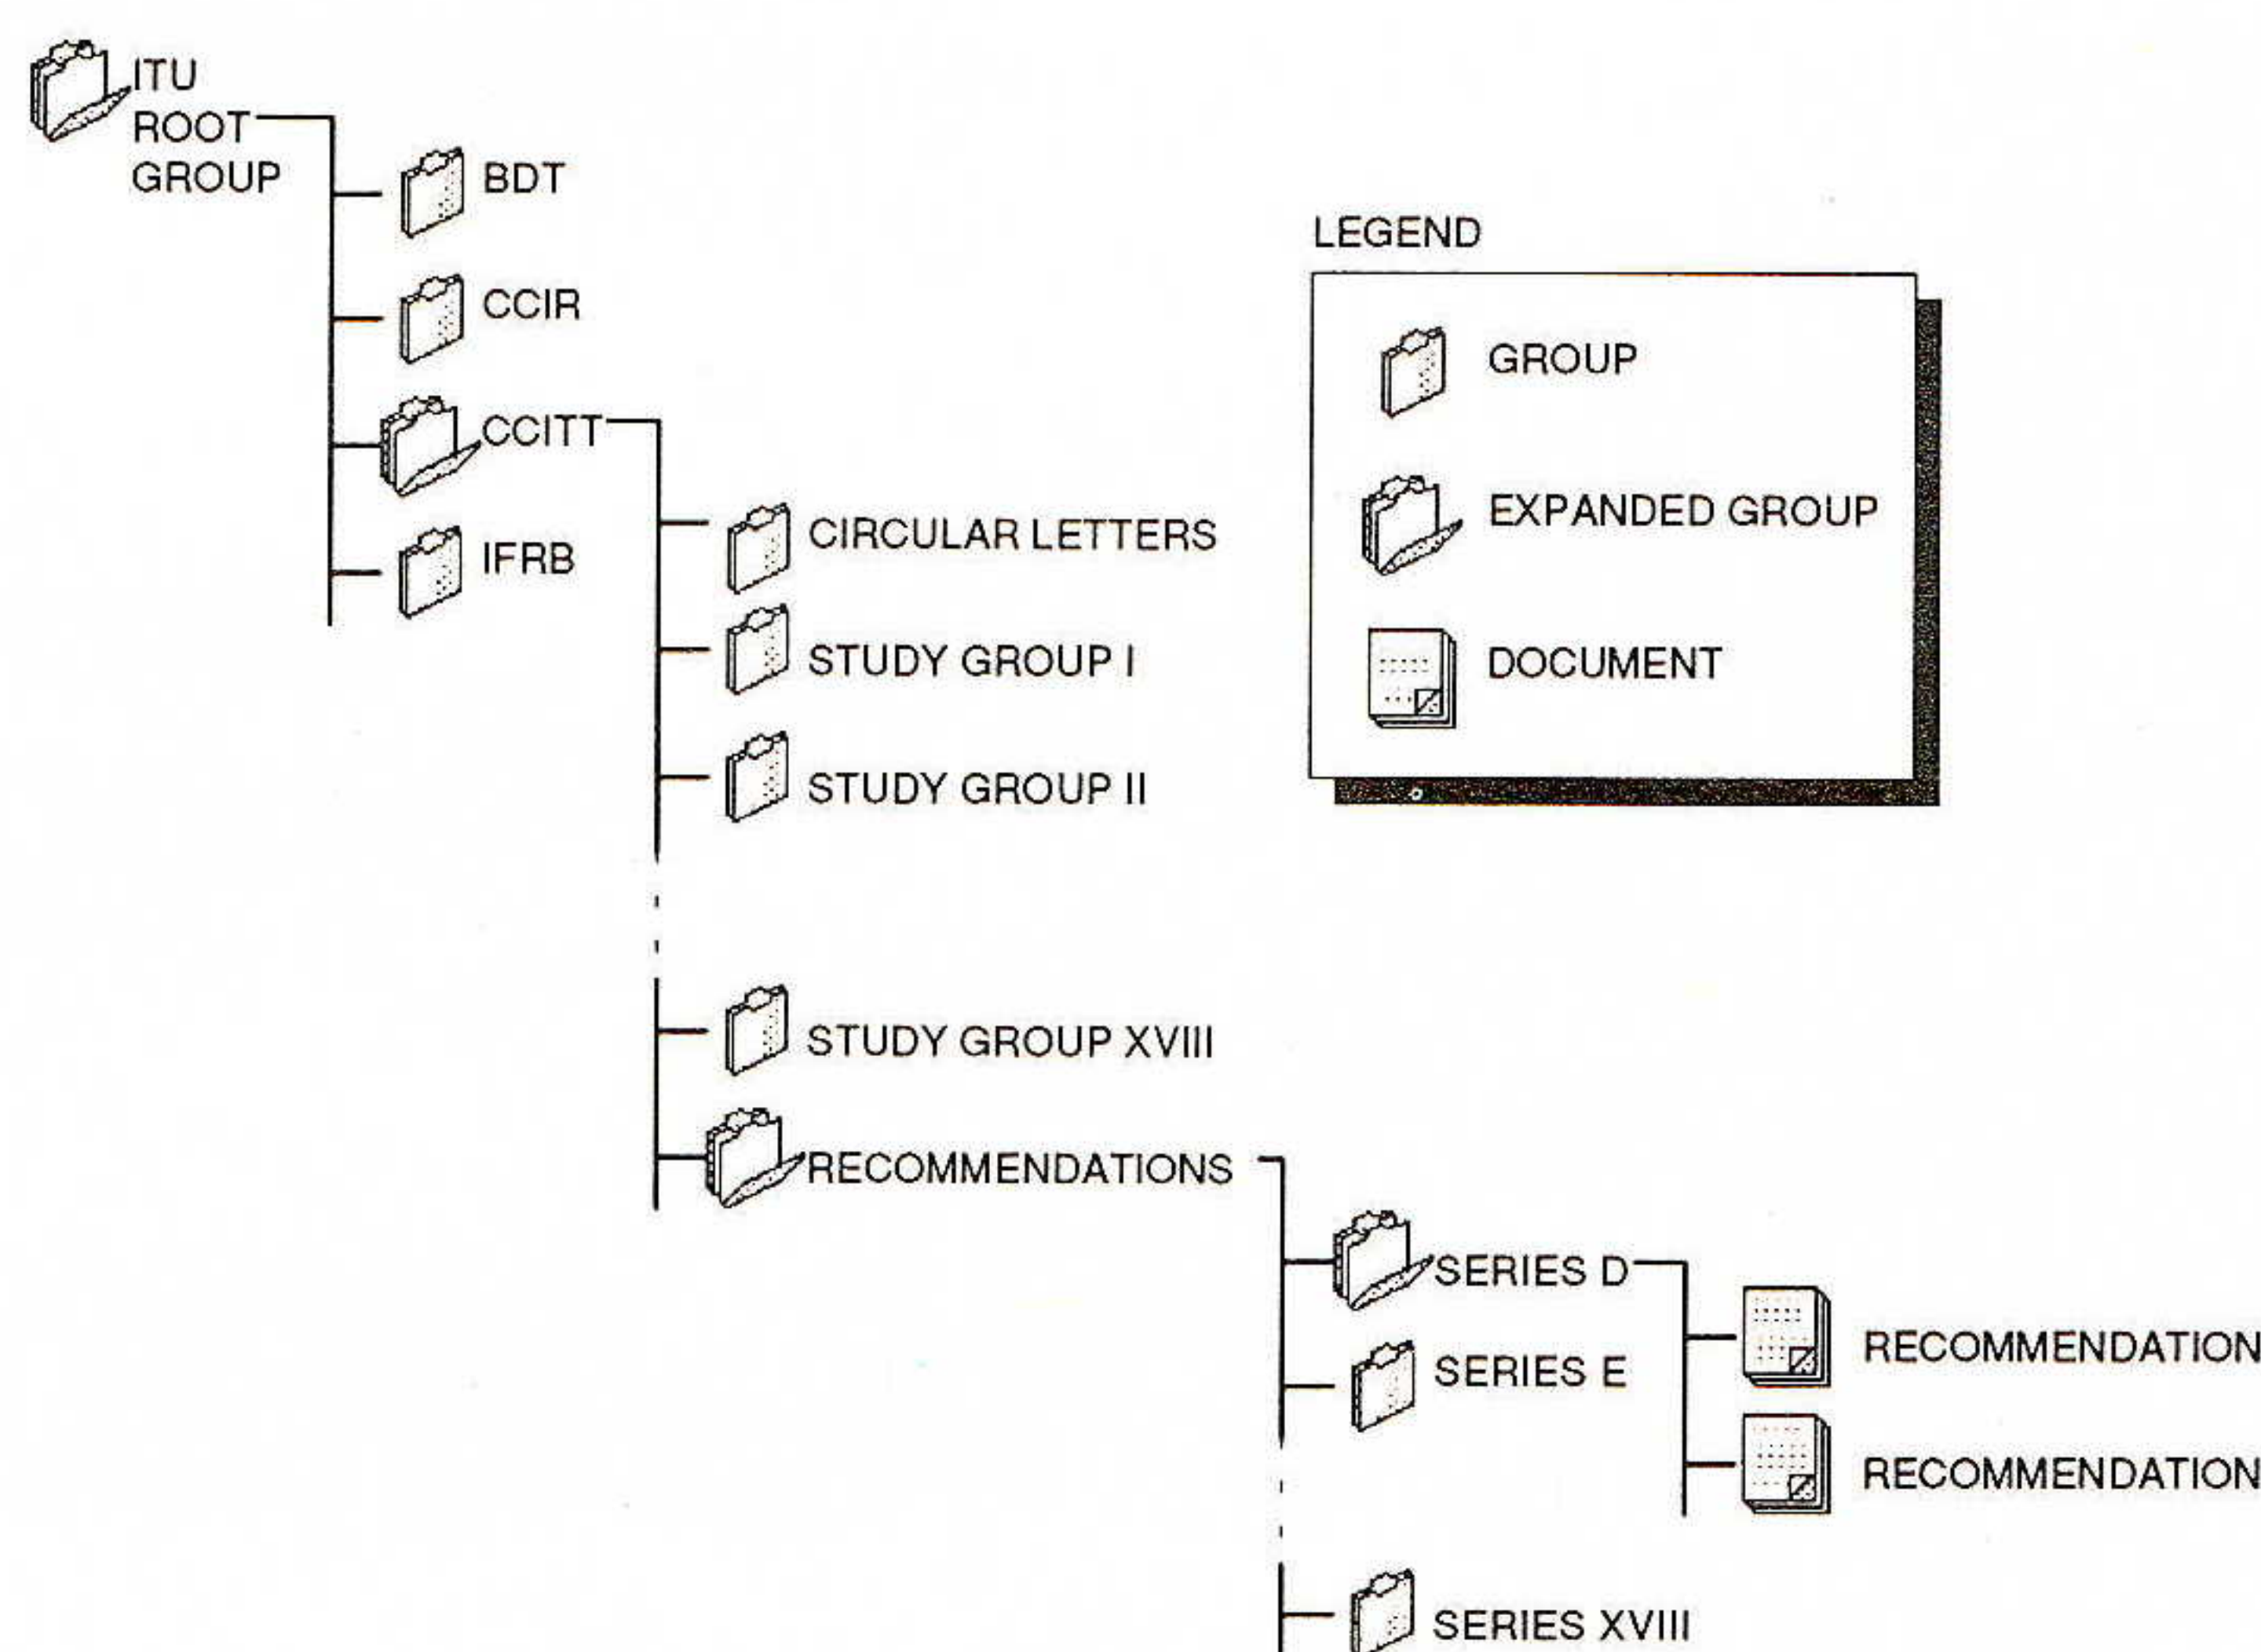 ITU
ROOT
GROUP
BDT
CCIR
CCITT
IFRB
LEGEND
GROUP
EXPANDED GROUP
DOCUMENT
CIRCULAR LETTERS
STUDY GROUP I
STUDY GROUP II
STUDY GROUP XVIII
RECOMMENDATIONS
SERIES D
SERIES E
SERIES XVIII
RECOMMENDATION
RECOMMENDATION